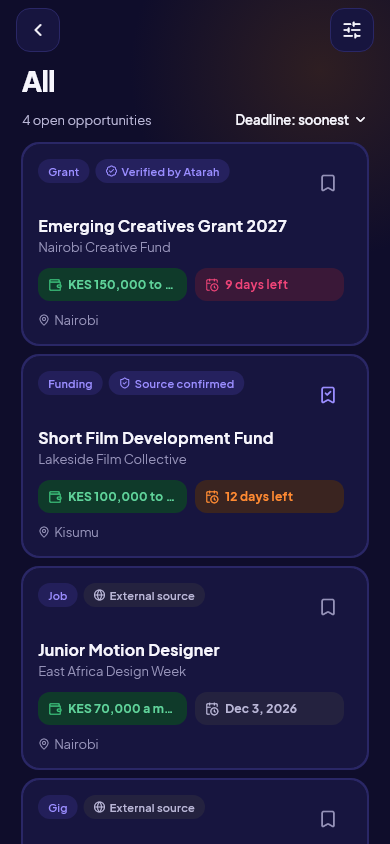 All
4 open opportunities
Deadline: soonest
Grant
Verified by Atarah
Emerging Creatives Grant 2027
Nairobi Creative Fund
KES 150,000 to ...
9 days left
Nairobi
Funding
Source confirmed
Short Film Development Fund
Lakeside Film Collective
KES 100,000 to ...
12 days left
Kisumu
Job
External source
Junior Motion Designer
East Africa Design Week
KES 70,000 a m...
Dec 3, 2026
Nairobi
Gig
External source